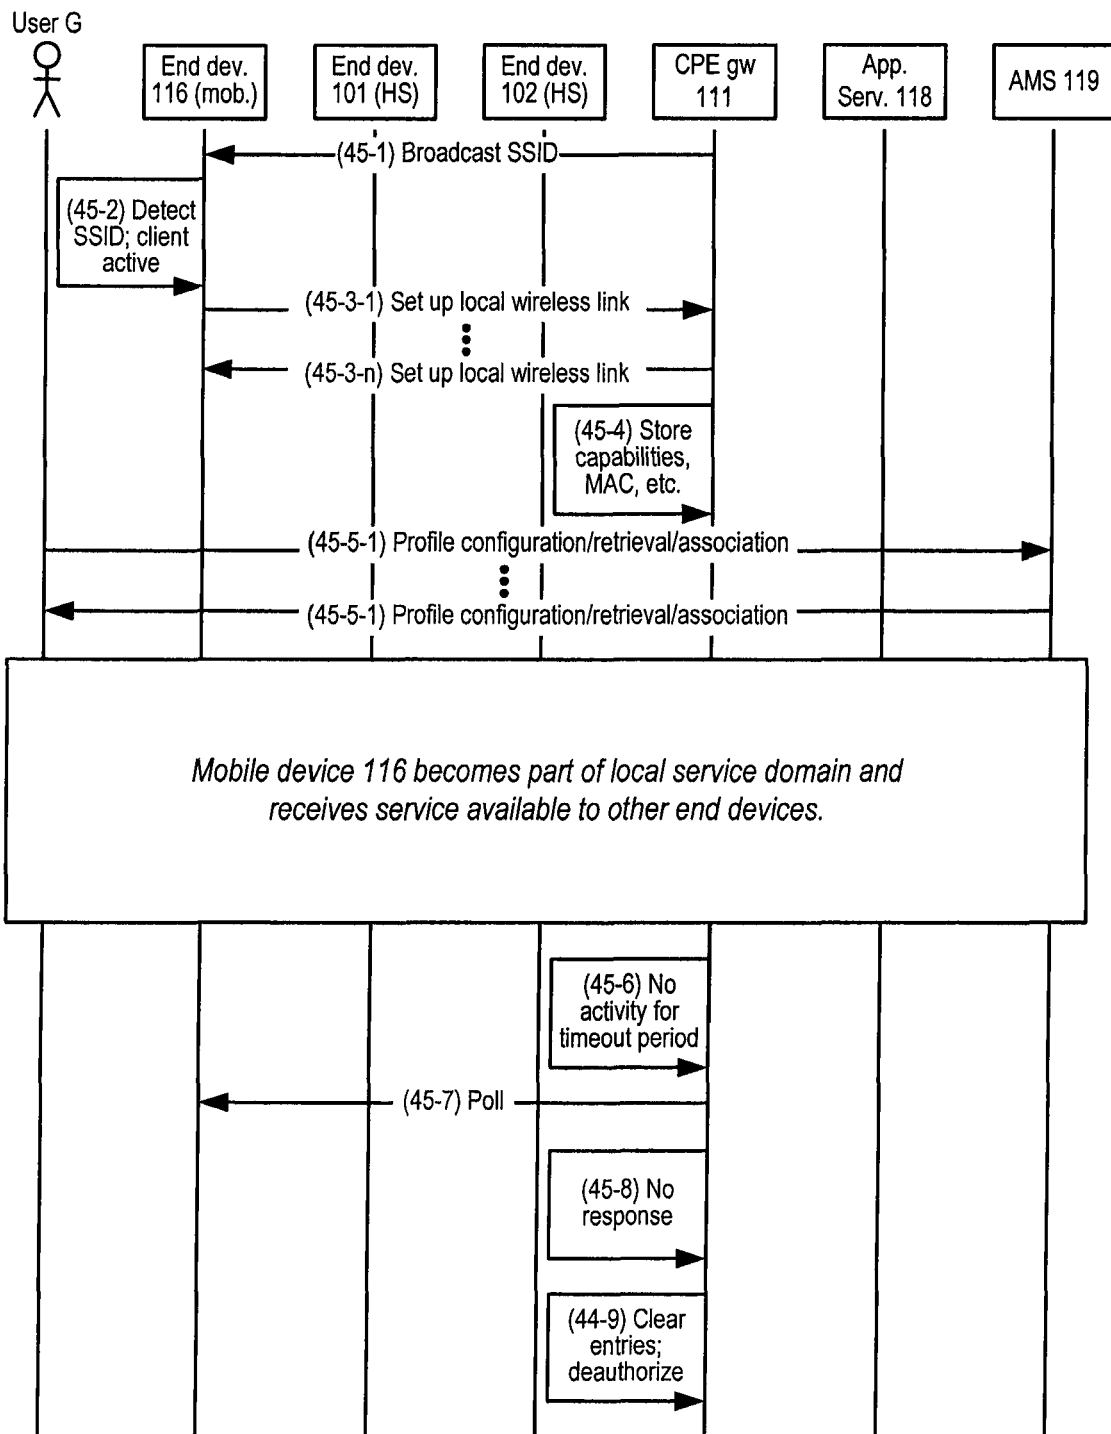 User G
End dev.
116 (mob.)
End dev.
101 (HS)
End dev.
102 (HS)
CPE gw
111
App.
Serv. 118
AMS 119
(45-1) Broadcast SSID
(45-2) Detect
SSID; client
active
(45-3-1) Set up local wireless link
(45-3-n) Set up local wireless link
(45-4) Store
capabilities,
MAC, etc.
(45-5-1) Profile configuration/retrieval/association
(45-5-1) Profile configuration/retrieval/association
Mobile device 116 becomes part of local service domain and
receives service available to other end devices.
(45-6) No
activity for
timeout period
(45-7) Poll
(45-8) No
response
(44-9) Clear
entries;
deauthorize